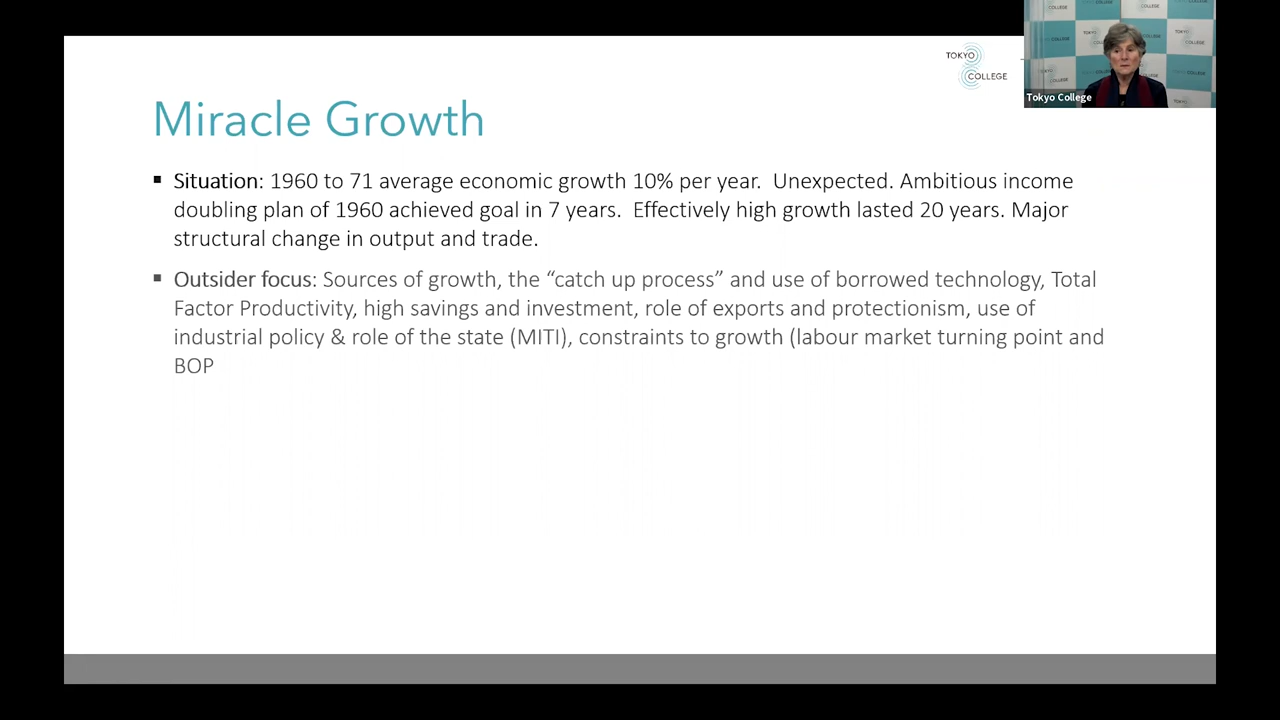 TOKYO
COLLEGE
Tokyo College
Miracle Growth
▪ Situation: 1960 to 71 average economic growth 10% per year.  Unexpected. Ambitious income
doubling plan of 1960 achieved goal in 7 years.  Effectively high growth lasted 20 years. Major
structural change in output and trade.
▪ Outsider focus: Sources of growth, the “catch up process” and use of borrowed technology, Total
Factor Productivity, high savings and investment, role of exports and protectionism, use of
industrial policy & role of the state (MITI), constraints to growth (labour market turning point and
BOP